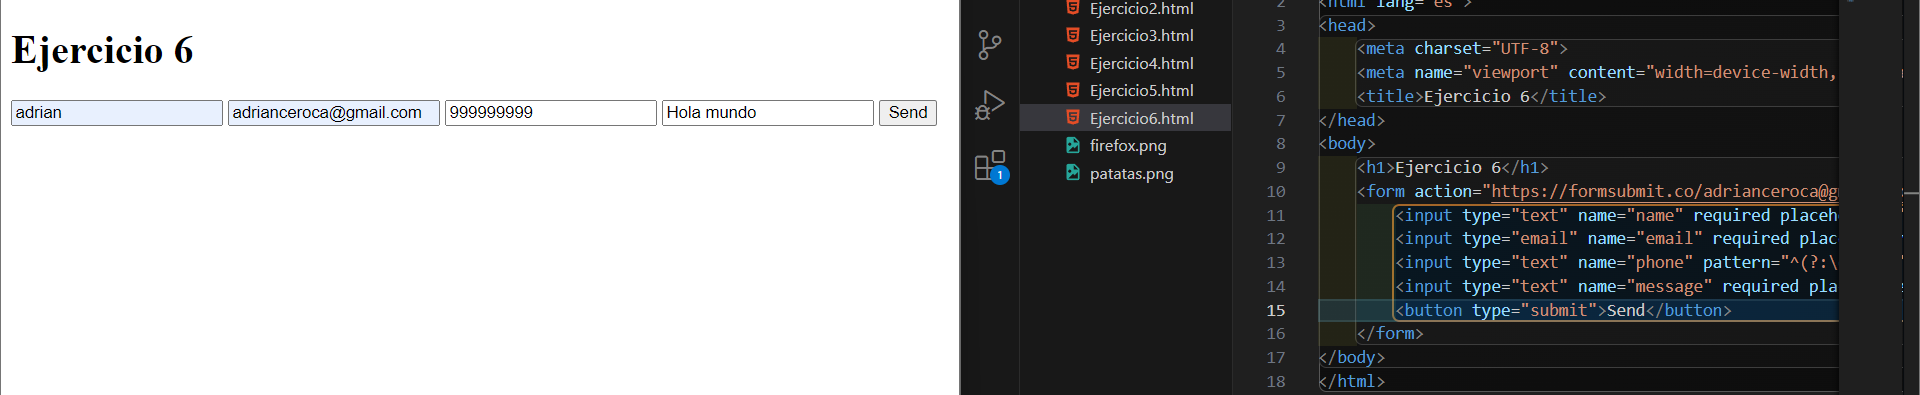 Ejercicio 6
adrian
adrianceroca@gmail.com
999999999
Hola mundo
Send
1
Ejercicio2.html
Ejercicio3.html
Ejercicio4.html
Ejercicio5.html
Ejercicio6.html
firefox.png
patatas.png
2 <html lang="es">
3 <head>
4 <meta charset="UTF-8">
5 <meta name="viewport" content="width=device-width,
6 <title>Ejercicio 6</title>
7 </head>
8 <body>
9 <h1>Ejercicio 6</h1>
10 <form action="https://formsubmit.co/adrianceroca@g
11 <input type="text" name="name" required placeh
12 <input type="email" name="email" required plac
13 <input type="text" name="phone" pattern="^(?:\
14 <input type="text" name="message" required pla
15 <button type="submit">Send</button>
16 </form>
17 </body>
18 </html>